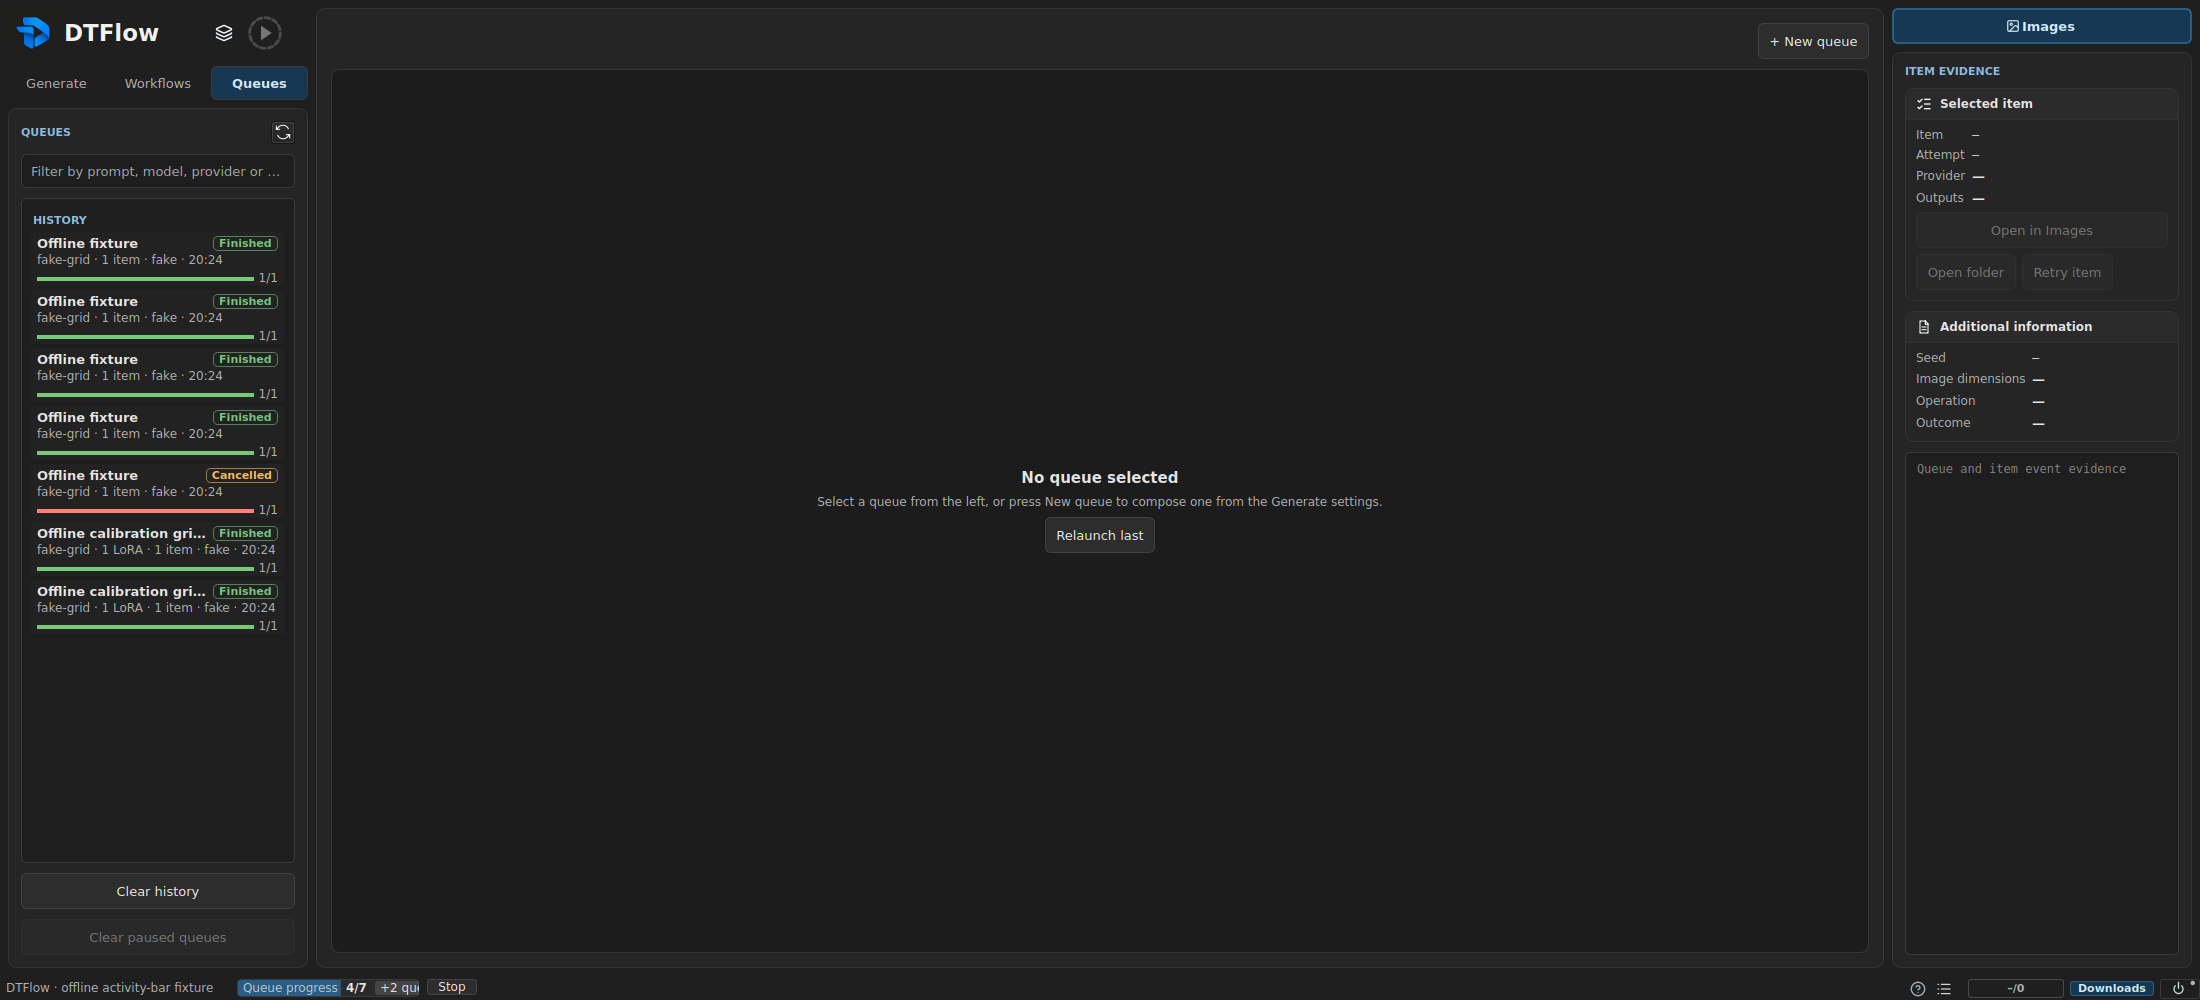 DTFlow
Generate
Workflows
Queues
QUEUES
Filter by prompt, model, provider or ...
HISTORY
Offline fixture
Finished
fake-grid · 1 item · fake · 20:24
1/1
Offline fixture
Finished
fake-grid · 1 item · fake · 20:24
1/1
Offline fixture
Finished
fake-grid · 1 item · fake · 20:24
1/1
Offline fixture
Finished
fake-grid · 1 item · fake · 20:24
1/1
Offline fixture
Cancelled
fake-grid · 1 item · fake · 20:24
1/1
Offline calibration gri...
Finished
fake-grid · 1 LoRA · 1 item · fake · 20:24
1/1
Offline calibration gri...
Finished
fake-grid · 1 LoRA · 1 item · fake · 20:24
1/1
Clear history
Clear paused queues
+ New queue
No queue selected
Select a queue from the left, or press New queue to compose one from the Generate settings.
Relaunch last
Images
ITEM EVIDENCE
Selected item
Item –
Attempt –
Provider —
Outputs —
Open in Images
Open folder
Retry item
Additional information
Seed –
Image dimensions —
Operation —
Outcome —
Queue and item event evidence
DTFlow · offline activity-bar fixture
Queue progress 4/7 +2 qu
Stop
–/0
Downloads